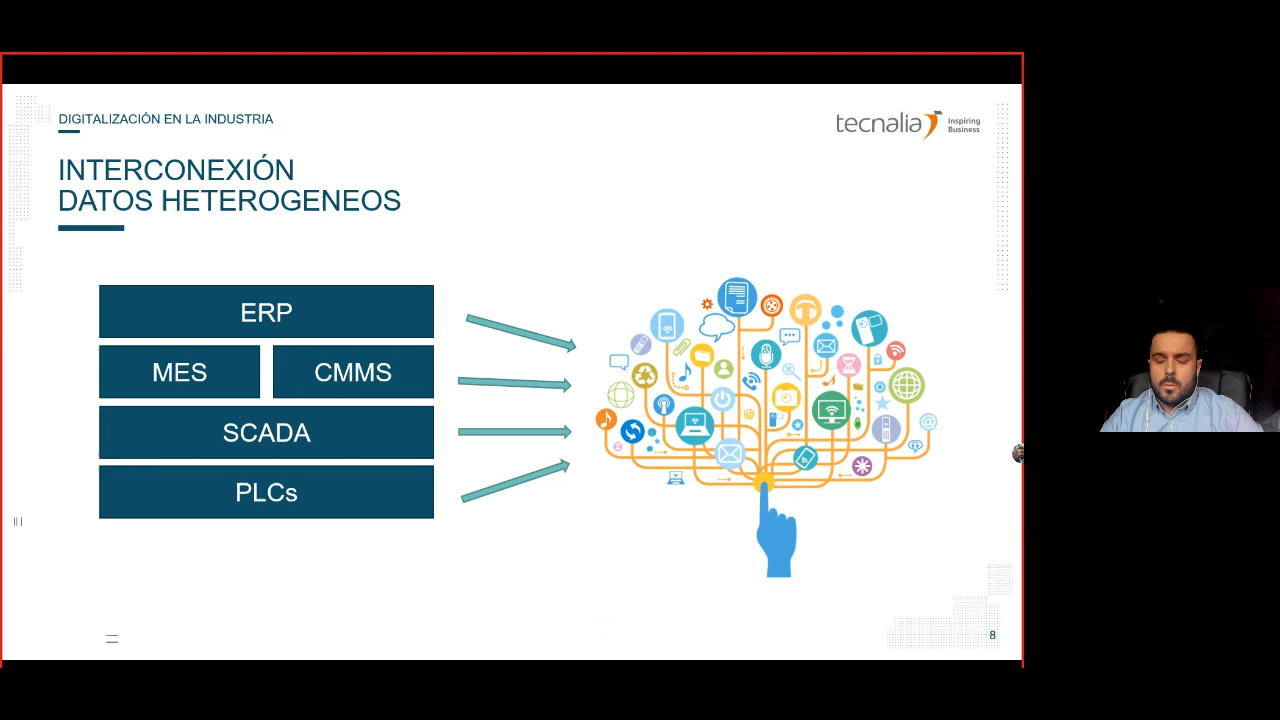 DIGITALIZACIÓN EN LA INDUSTRIA
tecnalia Inspiring
Business
INTERCONEXIÓN
DATOS HETEROGENEOS
ERP
MES CMMS
SCADA
PLCs
8